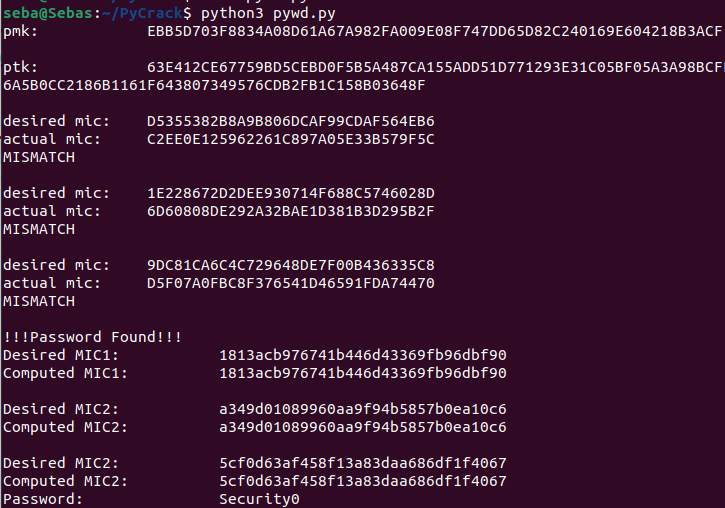 seba@Sebas:~/PyCrack$ python3 pywd.py
pmk: EBB5D703F8834A08D61A67A982FA009E08F747DD65D82C240169E604218B3ACF
ptk: 63E412CE67759BD5CEBD0F5B5A487CA155ADD51D771293E31C05BF05A3A98BCF
6A5B0CC2186B1161F643807349576CDB2FB1C158B03648F
desired mic: D5355382B8A9B806DCAF99CDAF564EB6
actual mic: C2EE0E125962261C897A05E33B579F5C
MISMATCH
desired mic: 1E228672D2DEE930714F688C5746028D
actual mic: 6D60808DE292A32BAE1D381B3D295B2F
MISMATCH
desired mic: 9DC81CA6C4C729648DE7F00B436335C8
actual mic: D5F07A0FBC8F376541D46591FDA74470
MISMATCH
!!!Password Found!!!
Desired MIC1: 1813acb976741b446d43369fb96dbf90
Computed MIC1: 1813acb976741b446d43369fb96dbf90
Desired MIC2: a349d01089960aa9f94b5857b0ea10c6
Computed MIC2: a349d01089960aa9f94b5857b0ea10c6
Desired MIC2: 5cf0d63af458f13a83daa686df1f4067
Computed MIC2: 5cf0d63af458f13a83daa686df1f4067
Password: Security0